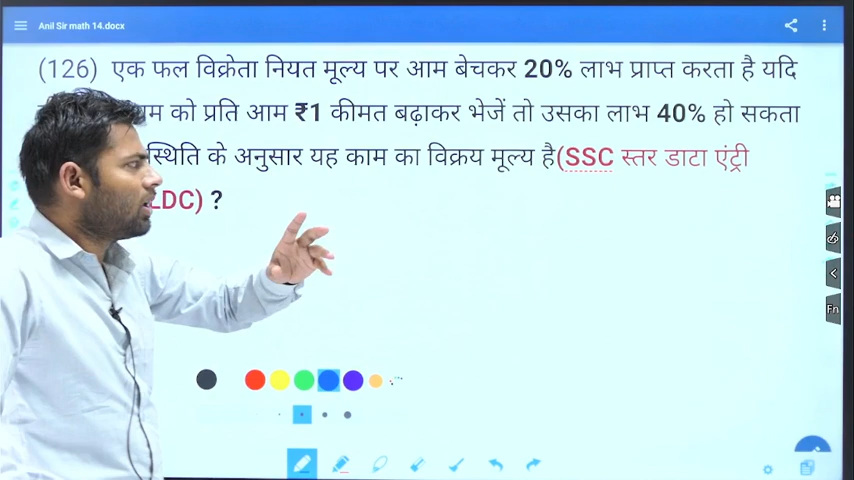 Anil Sir math 14.docx
(126) एक फल विक्रेता नियत मूल्य पर आम बेचकर 20% लाभ प्राप्त करता है यदि
को प्रति आम ₹1 कीमत बढ़ाकर भेजें तो उसका लाभ 40% हो सकता
के अनुसार यह काम का विक्रय मूल्य है(SSC स्तर डाटा एंट्री
LDC) ?
Fn